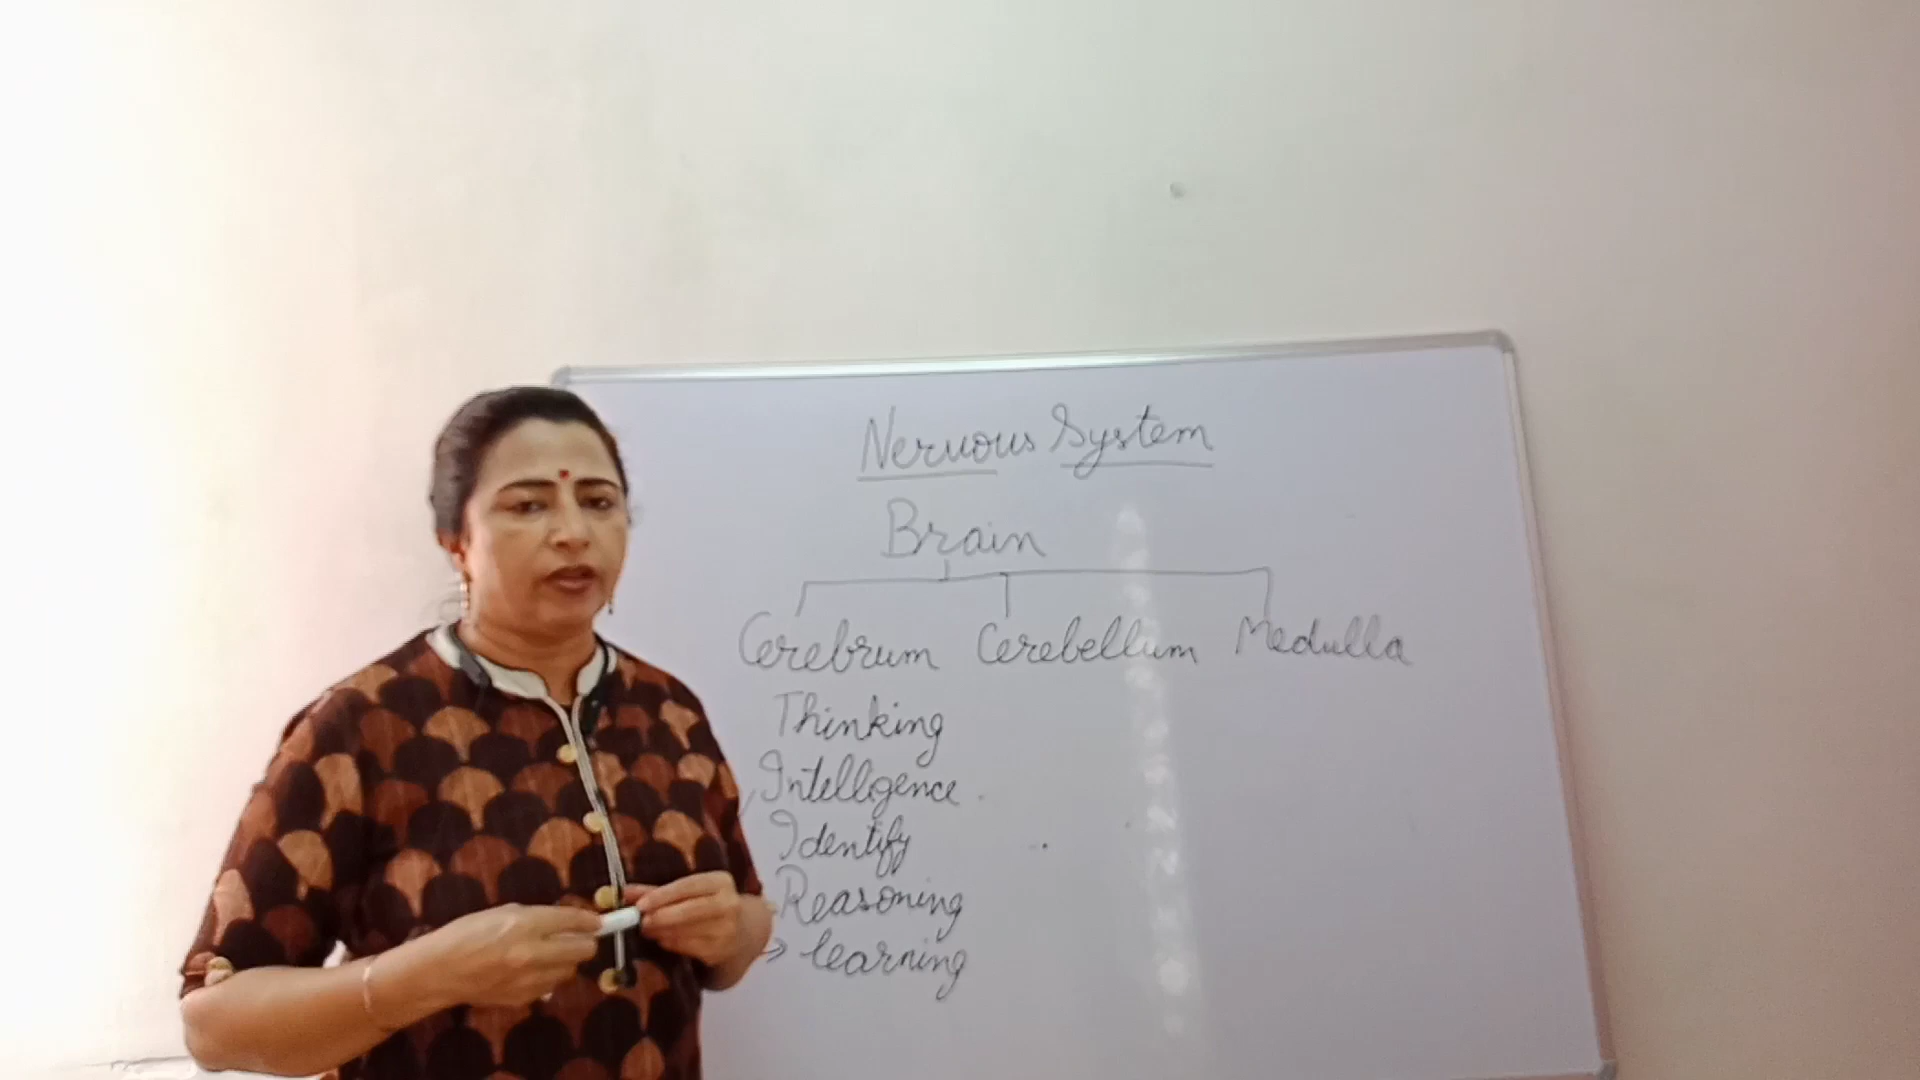 Nervous System
Brain
Cerebrum Cerebellum Medulla
Thinking
Intelligence
Identify
Reasoning
→ learning